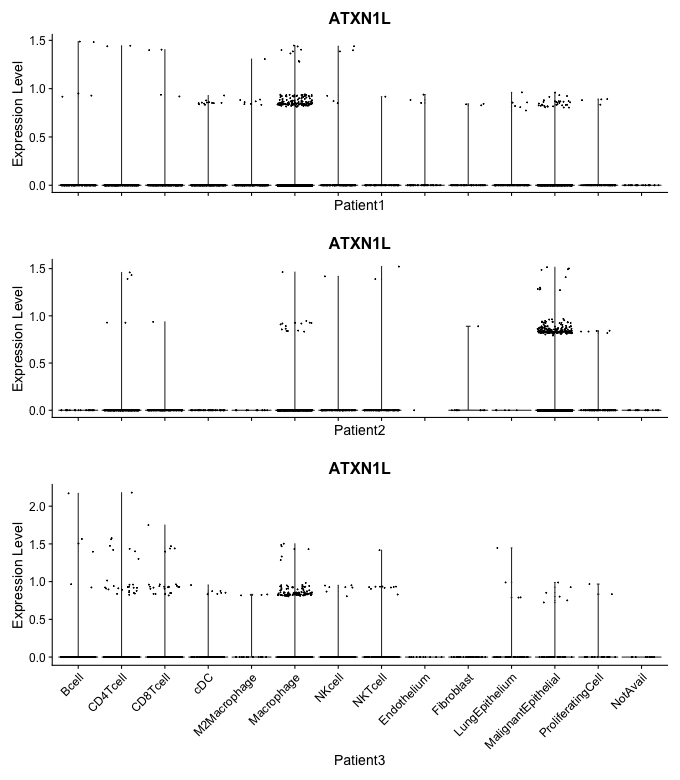 ATXN1L
Expression Level
1.5
1.0
0.5
0.0
Patient1
ATXN1L
Expression Level
1.5
1.0
0.5
0.0
Patient2
ATXN1L
Expression Level
2.0
1.5
1.0
0.5
0.0
Bcell
CD4Tcell
CD8Tcell
cDC
M2Macrophage
Macrophage
NKcell
NKTcell
Endothelium
Fibroblast
LungEpithelium
MalignantEpithelial
ProliferatingCell
NotAvail
Patient3